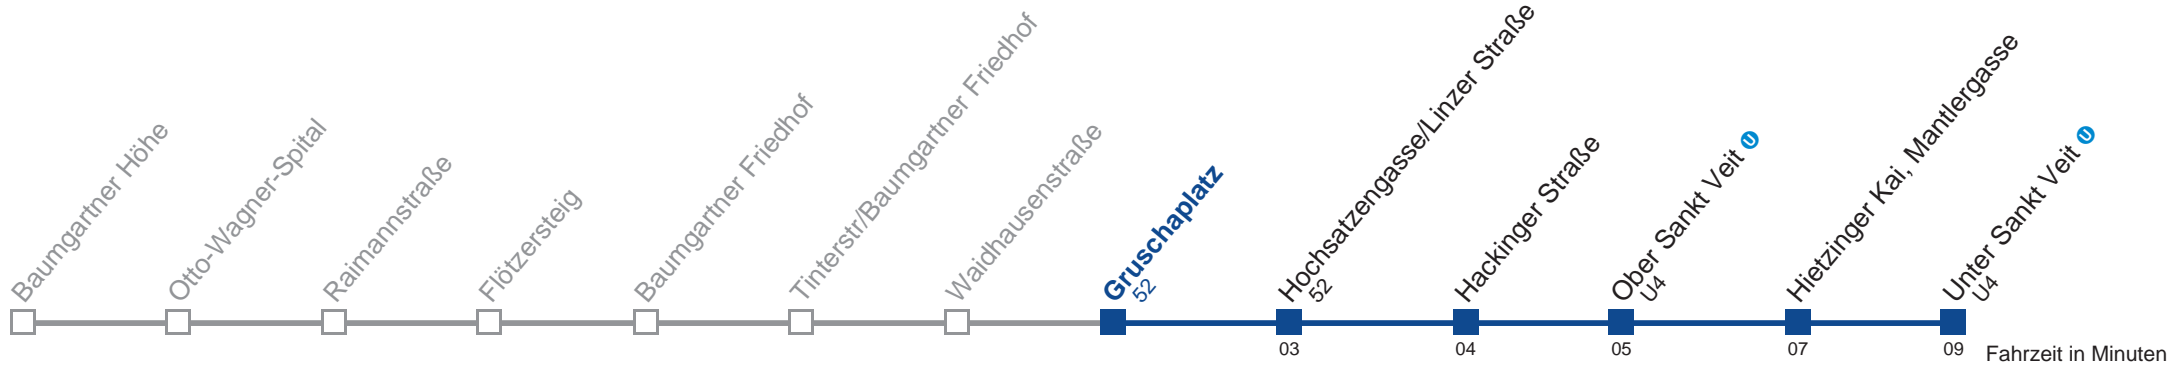 Baumgartner Höhe
Otto-Wagner-Spital
Raimannstraße
Flötzersteig
Baumgartner Friedhof
Tinterstr/Baumgartner Friedhof
Waidhausenstraße
Gruschaplatz
52
Hochsatzengasse/Linzer Straße
52
Hackinger Straße
Ober Sankt Veit U
U4
Hietzinger Kai, Mantlergasse
Unter Sankt Veit U
U4
03
04
05
07
09
Fahrzeit in Minuten